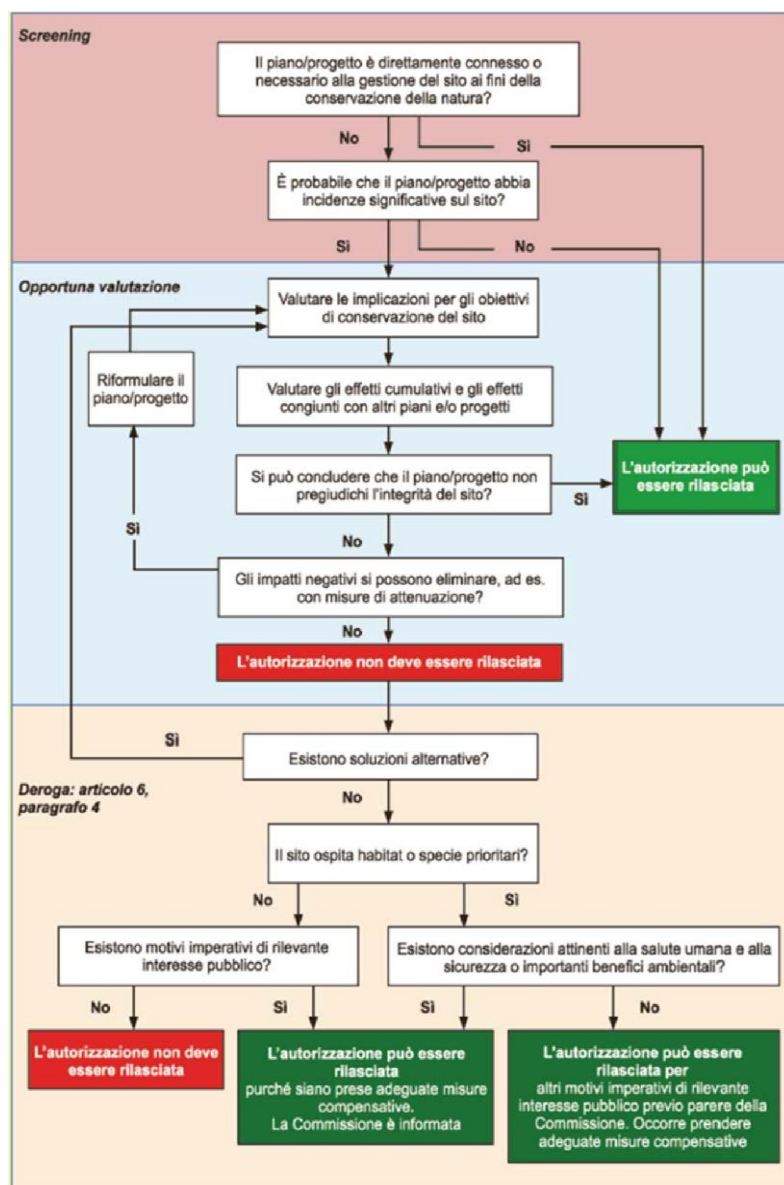 Screening
Il piano/progetto è direttamente connesso o
necessario alla gestione del sito ai fini della
conservazione della natura?
No
Sì
È probabile che il piano/progetto abbia
incidenze significative sul sito?
Sì
No
Opportuna valutazione
Valutare le implicazioni per gli obiettivi
di conservazione del sito
Riformulare il
piano/progetto
Valutare gli effetti cumulativi e gli effetti
congiunti con altri piani e/o progetti
Si può concludere che il piano/progetto non
pregiudichi l'integrità del sito?
Sì
L'autorizzazione può
essere rilasciata
Sì
No
Gli impatti negativi si possono eliminare, ad es.
con misure di attenuazione?
No
L'autorizzazione non deve essere rilasciata
Sì
Esistono soluzioni alternative?
Deroga: articolo 6,
paragrafo 4
No
Il sito ospita habitat o specie prioritari?
No
Sì
Esistono motivi imperativi di rilevante
interesse pubblico?
Esistono considerazioni attinenti alla salute umana e alla
sicurezza o importanti benefici ambientali?
No
Sì
Sì
No
L'autorizzazione non deve
essere rilasciata
L'autorizzazione può essere
rilasciata
purché siano prese adeguate misure
compensative.
La Commissione è informata
L'autorizzazione può essere
rilasciata per
altri motivi imperativi di rilevante
interesse pubblico previo parere della
Commissione. Occorre prendere
adeguate misure compensative